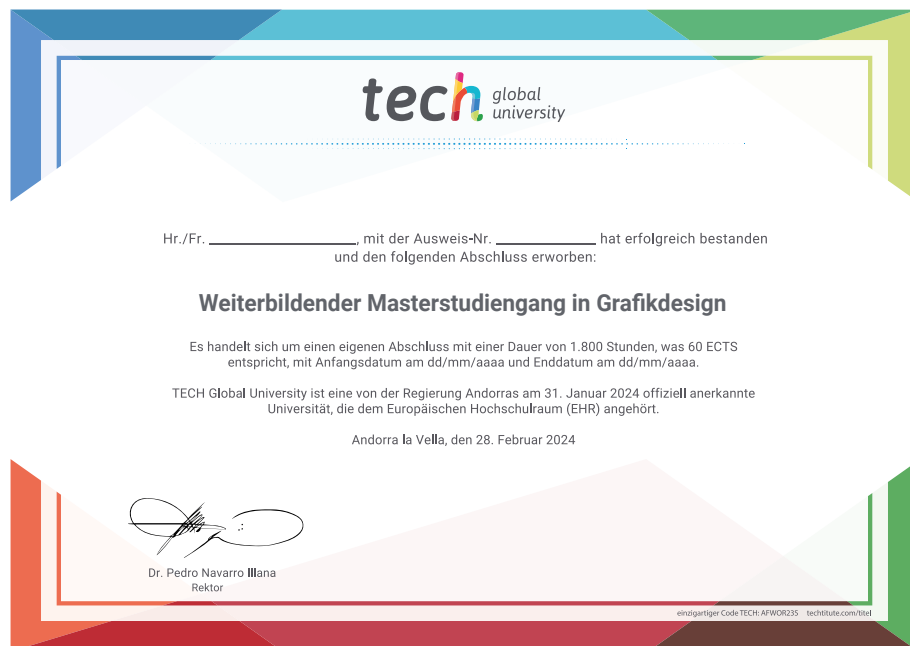 tech global university
Hr./Fr. ____________________, mit der Ausweis-Nr. ______________ hat erfolgreich bestanden
und den folgenden Abschluss erworben:
Weiterbildender Masterstudiengang in Grafikdesign
Es handelt sich um einen eigenen Abschluss mit einer Dauer von 1.800 Stunden, was 60 ECTS
entspricht, mit Anfangsdatum am dd/mm/aaaa und Enddatum am dd/mm/aaaa.
TECH Global University ist eine von der Regierung Andorras am 31. Januar 2024 offiziell anerkannte
Universität, die dem Europäischen Hochschulraum (EHR) angehört.
Andorra la Vella, den 28. Februar 2024
Dr. Pedro Navarro Illana
Rektor
einzigartiger Code TECH: AFWOR23S techtitute.com/titel